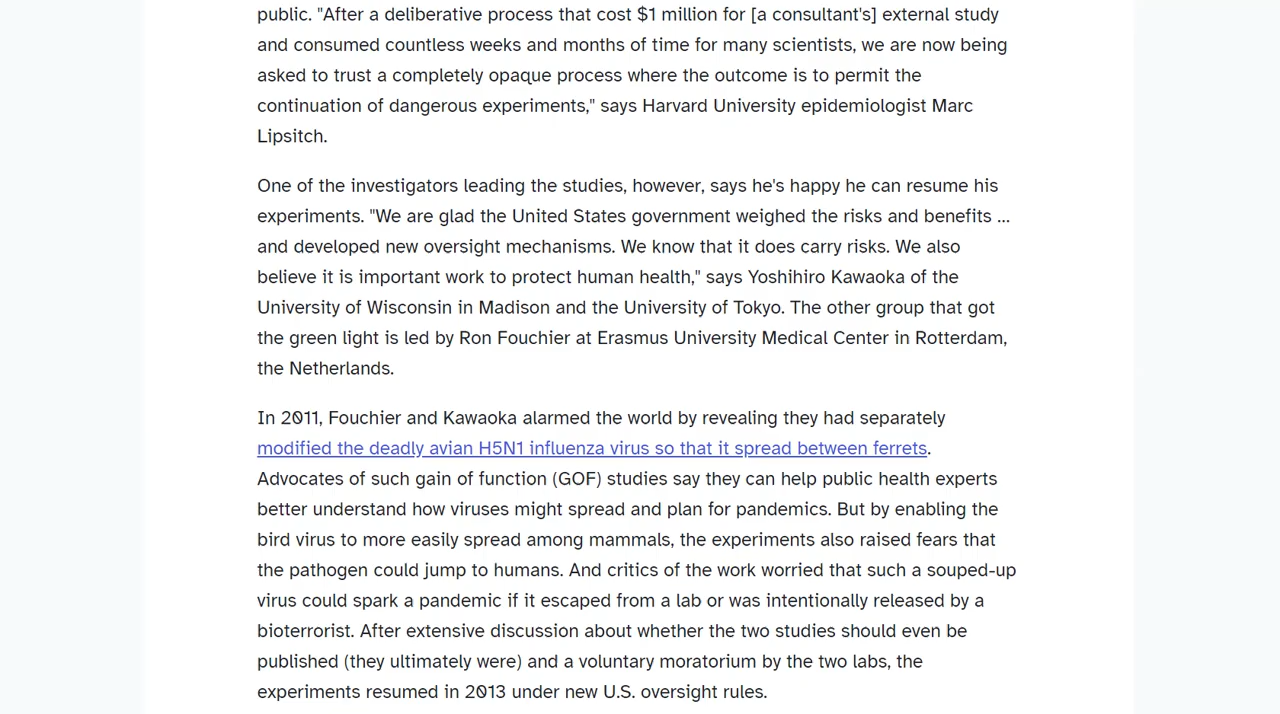 public. "After a deliberative process that cost $1 million for [a consultant's] external study
and consumed countless weeks and months of time for many scientists, we are now being
asked to trust a completely opaque process where the outcome is to permit the
continuation of dangerous experiments," says Harvard University epidemiologist Marc
Lipsitch.
One of the investigators leading the studies, however, says he's happy he can resume his
experiments. "We are glad the United States government weighed the risks and benefits …
and developed new oversight mechanisms. We know that it does carry risks. We also
believe it is important work to protect human health," says Yoshihiro Kawaoka of the
University of Wisconsin in Madison and the University of Tokyo. The other group that got
the green light is led by Ron Fouchier at Erasmus University Medical Center in Rotterdam,
the Netherlands.
In 2011, Fouchier and Kawaoka alarmed the world by revealing they had separately
modified the deadly avian H5N1 influenza virus so that it spread between ferrets.
Advocates of such gain of function (GOF) studies say they can help public health experts
better understand how viruses might spread and plan for pandemics. But by enabling the
bird virus to more easily spread among mammals, the experiments also raised fears that
the pathogen could jump to humans. And critics of the work worried that such a souped-up
virus could spark a pandemic if it escaped from a lab or was intentionally released by a
bioterrorist. After extensive discussion about whether the two studies should even be
published (they ultimately were) and a voluntary moratorium by the two labs, the
experiments resumed in 2013 under new U.S. oversight rules.